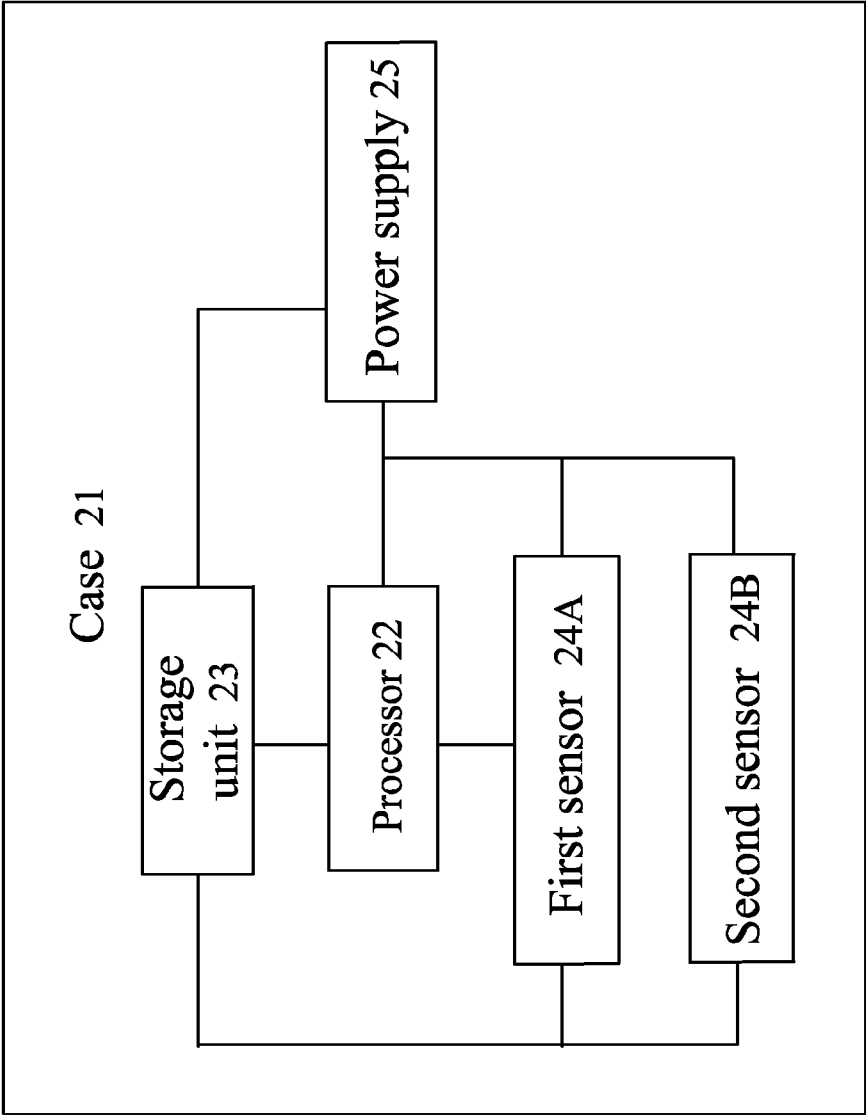 Case 21
Storage
unit 23
Processor 22
First sensor 24A
Second sensor 24B
Power supply 25